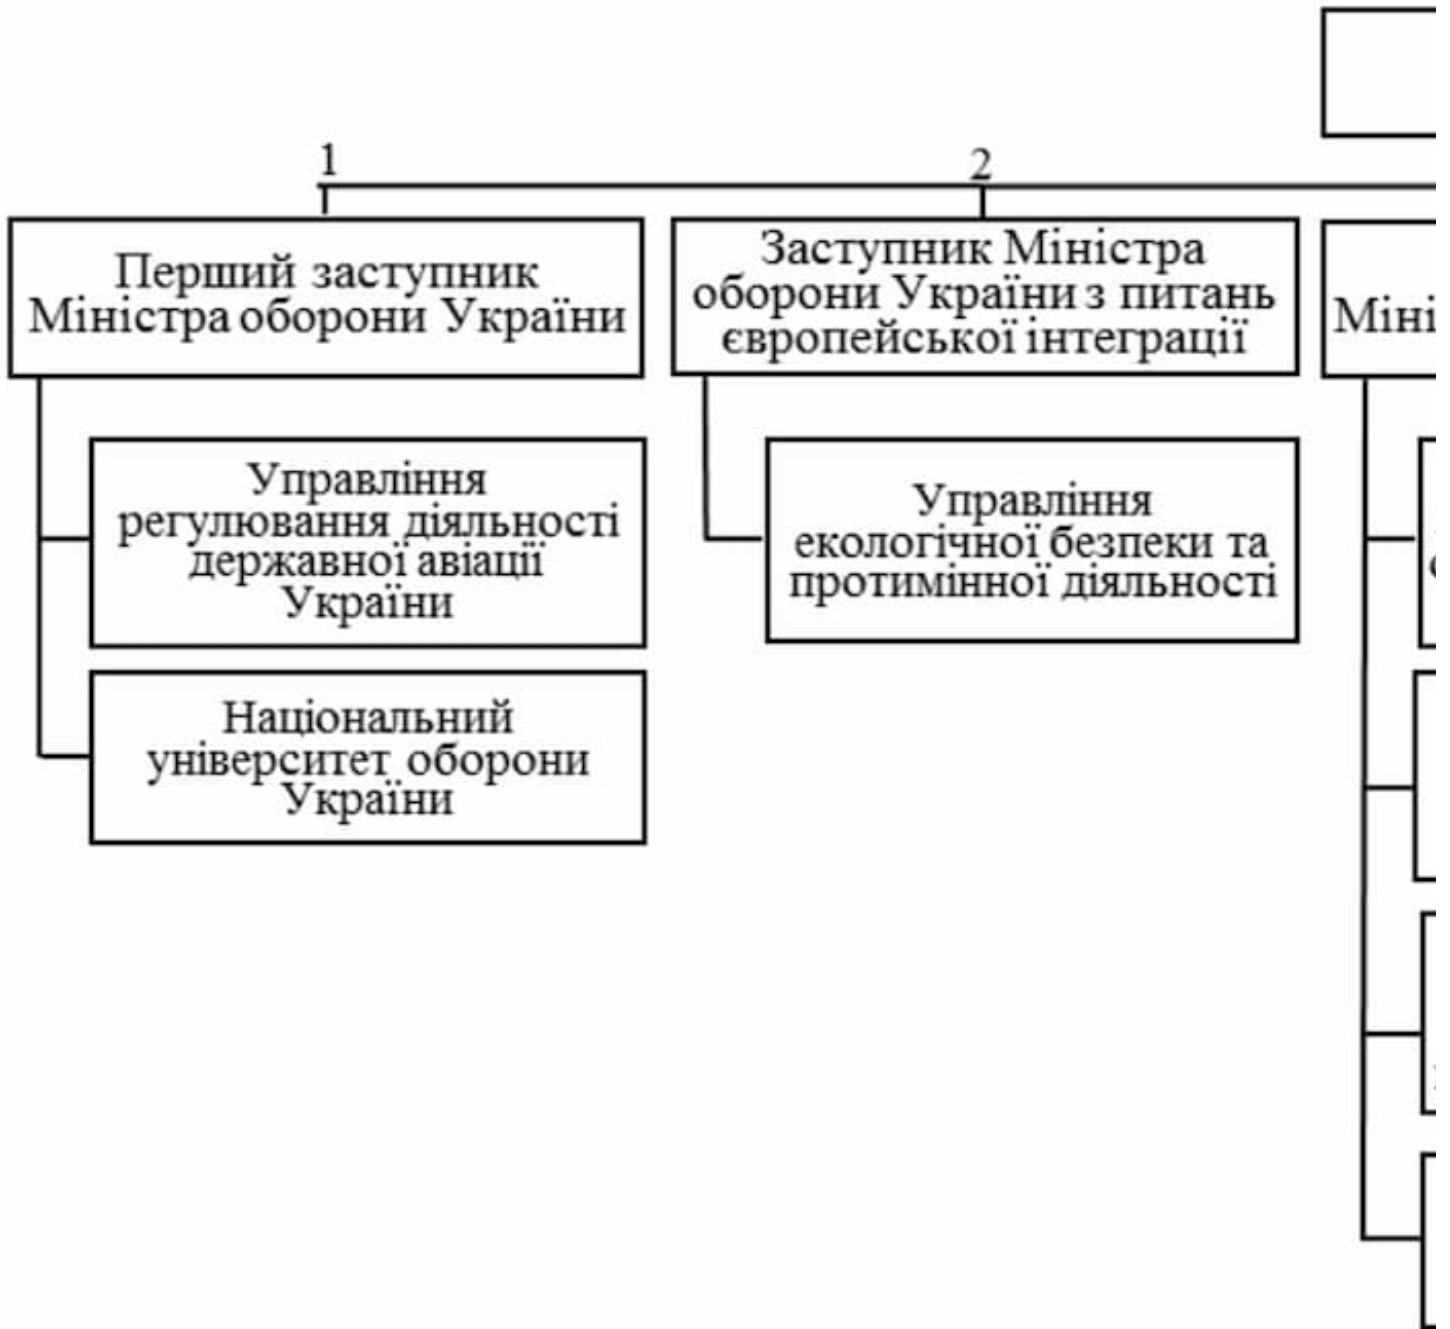 1
2
Перший заступник
Міністра оборони України
Заступник Міністра
оборони України з питань
європейської інтеграції
Управління
регулювання діяльності
державної авіації
України
Управління
екологічної безпеки та
протимінної діяльності
Національний
університет оборони
України